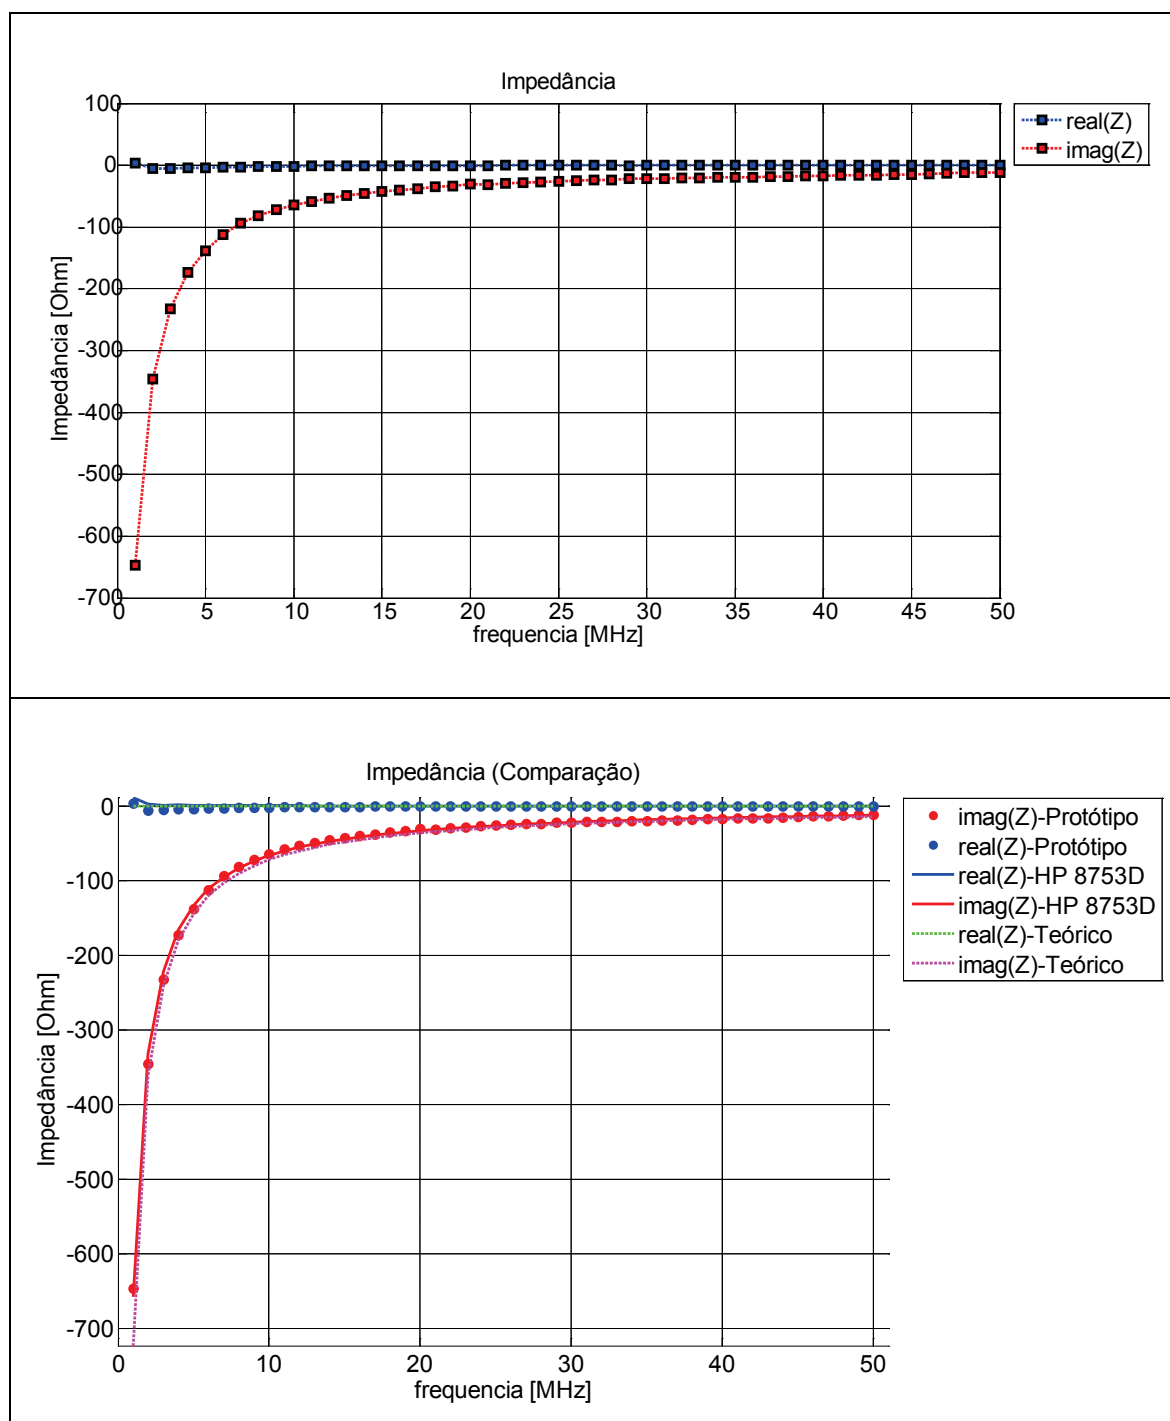 Impedância
100
0
-100
-200
-300
-400
-500
-600
-700
Impedância [Ohm]
0 5 10 15 20 25 30 35 40 45 50
frequencia [MHz]
real(Z)
imag(Z)
Impedância (Comparação)
0
-100
-200
-300
-400
-500
-600
-700
Impedância [Ohm]
0 10 20 30 40 50
frequencia [MHz]
imag(Z)-Protótipo
real(Z)-Protótipo
real(Z)-HP 8753D
imag(Z)-HP 8753D
real(Z)-Teórico
imag(Z)-Teórico